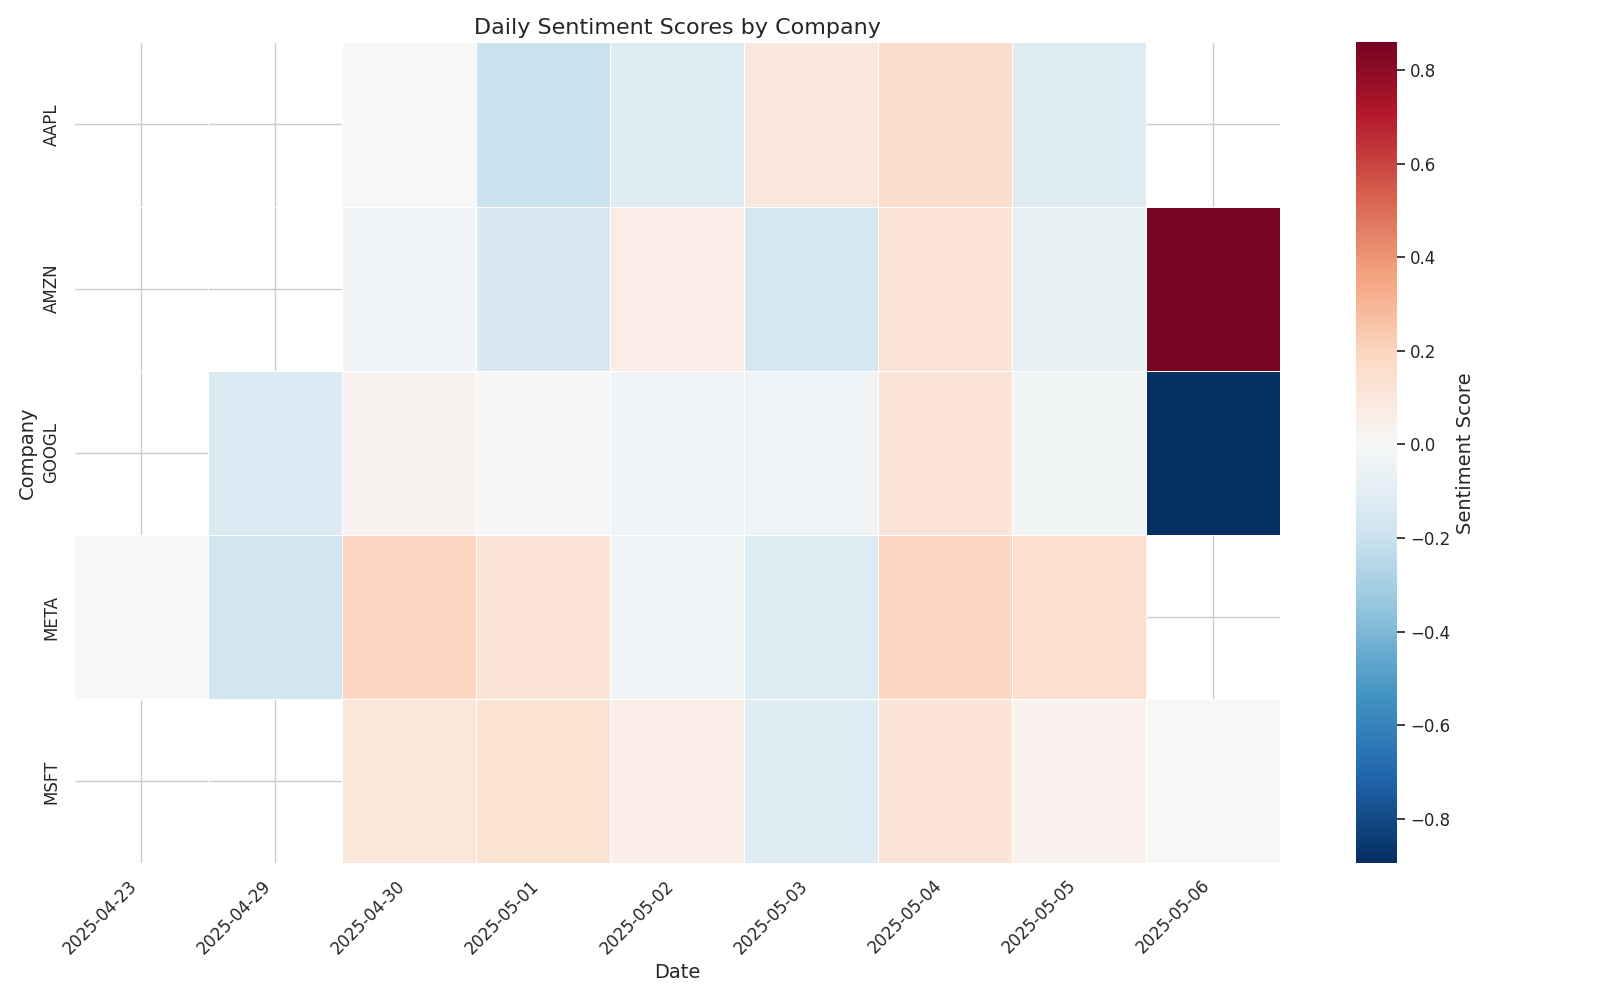 Daily Sentiment Scores by Company
Company
AAPL
AMZN
GOOGL
META
MSFT
2025-04-23
2025-04-29
2025-04-30
2025-05-01
2025-05-02
2025-05-03
2025-05-04
2025-05-05
2025-05-06
Date
0.8
0.6
0.4
0.2
0.0
−0.2
−0.4
−0.6
−0.8
Sentiment Score